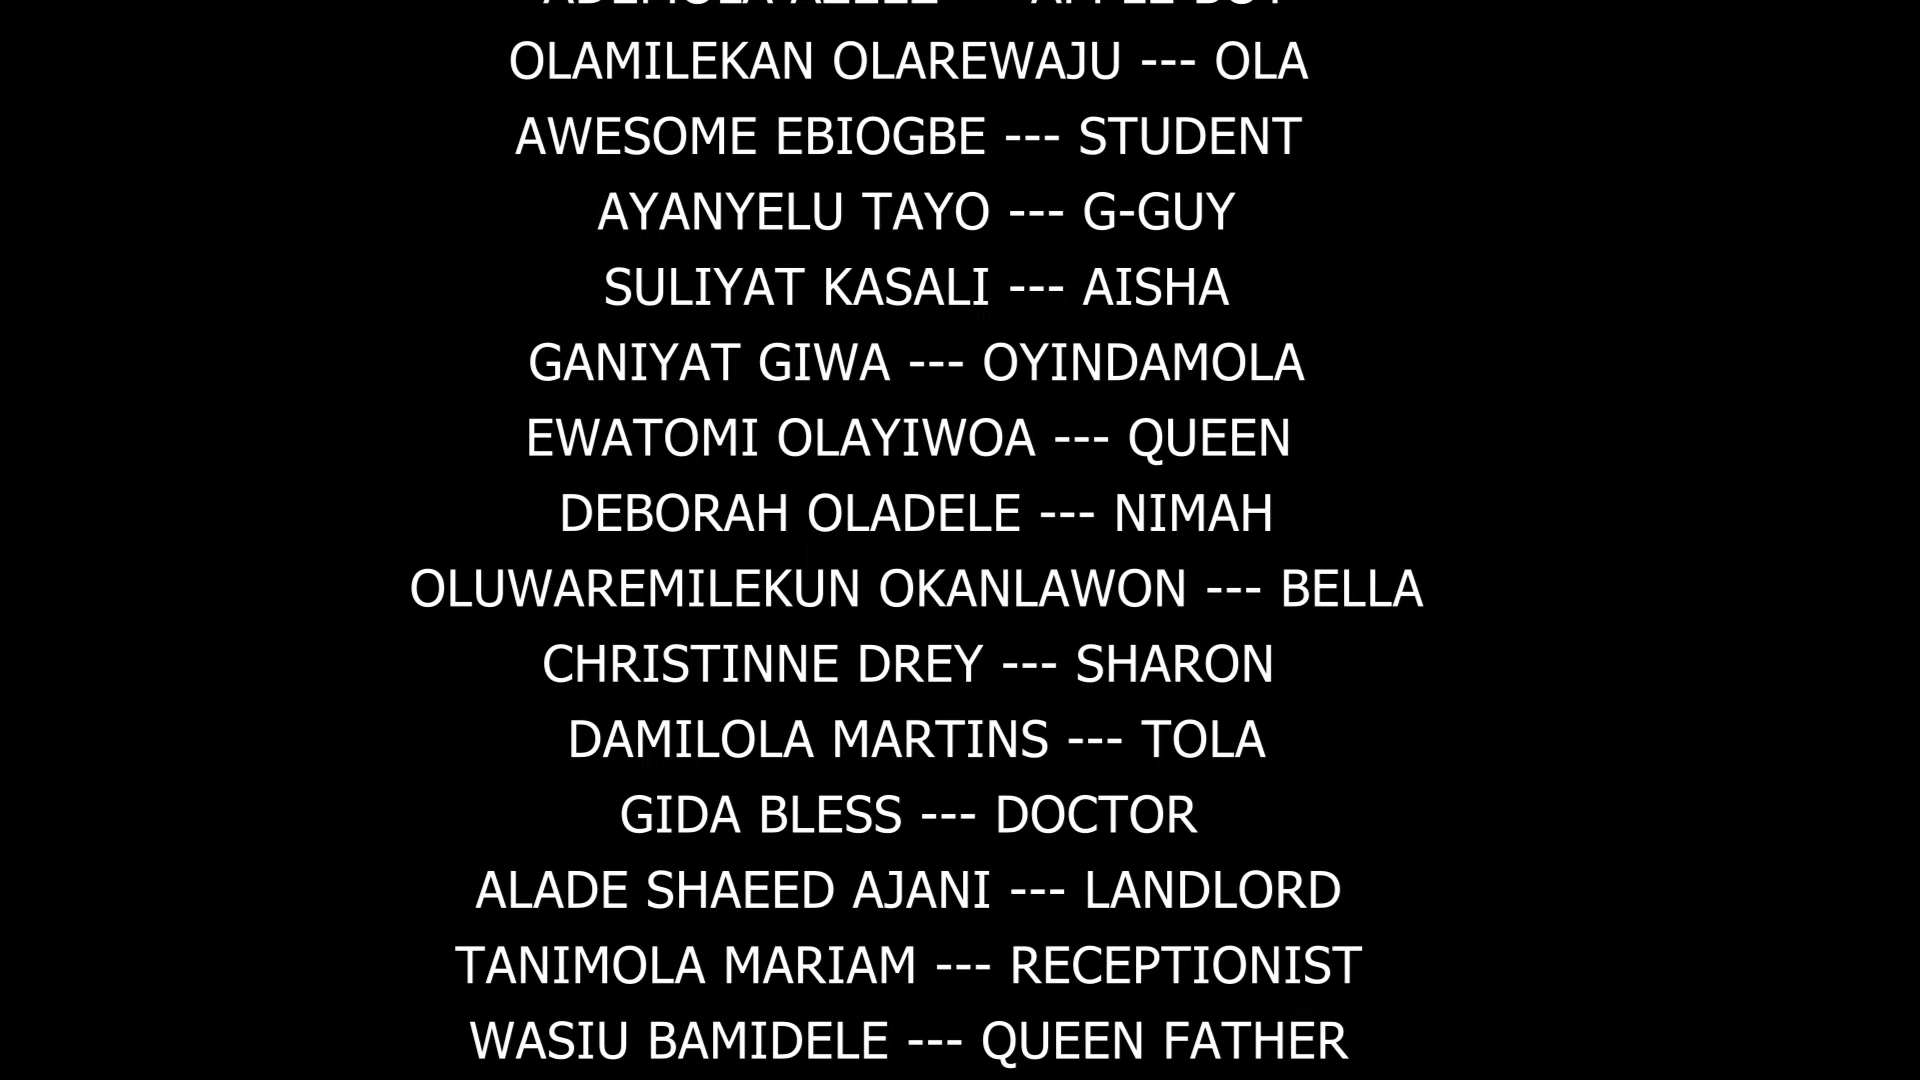 OLAMILEKAN OLAREWAJU --- OLA
AWESOME EBIOGBE --- STUDENT
AYANYELU TAYO --- G-GUY
SULIYAT KASALI --- AISHA
GANIYAT GIWA --- OYINDAMOLA
EWATOMI OLAYIWOA --- QUEEN
DEBORAH OLADELE --- NIMAH
OLUWAREMILEKUN OKANLAWON --- BELLA
CHRISTINNE DREY --- SHARON
DAMILOLA MARTINS --- TOLA
GIDA BLESS --- DOCTOR
ALADE SHAEED AJANI --- LANDLORD
TANIMOLA MARIAM --- RECEPTIONIST
WASIU BAMIDELE --- QUEEN FATHER